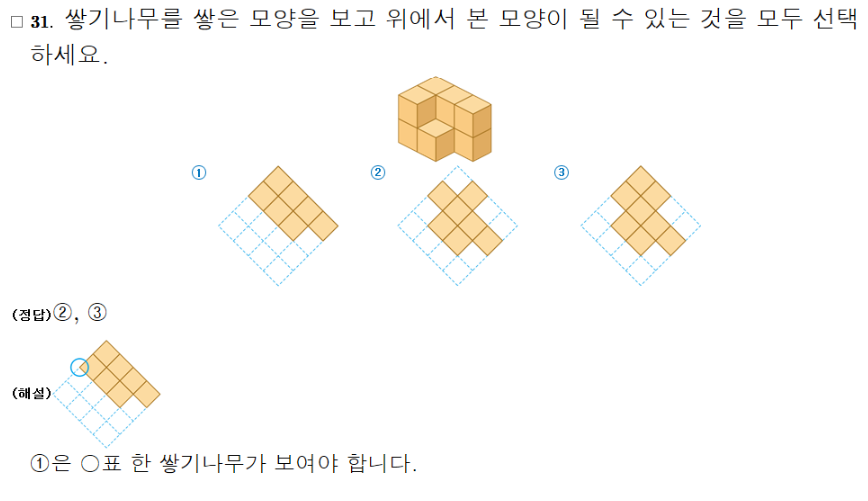 □ 31. 쌓기나무를 쌓은 모양을 보고 위에서 본 모양이 될 수 있는 것을 모두 선택
하세요.
① ② ③
(정답)②, ③
(해설)
①은 ○표 한 쌓기나무가 보여야 합니다.